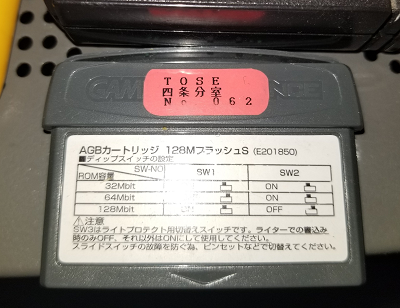 TOSE
四条分室
No. 062
AGBカートリッジ 128MフラッシュS (E201850)
■ディップスイッチの設定
SW-NO SW1 SW2
ROM容量
32Mbit ON
64Mbit ON
128Mbit OFF
⚠注意
SW3はライトプロテクト用切替えスイッチです。ライターでの書込み
時のみOFF、それ以外はONにして使用してください。
スライドスイッチの故障を防ぐ為、ピンセットなどで切替えてください。